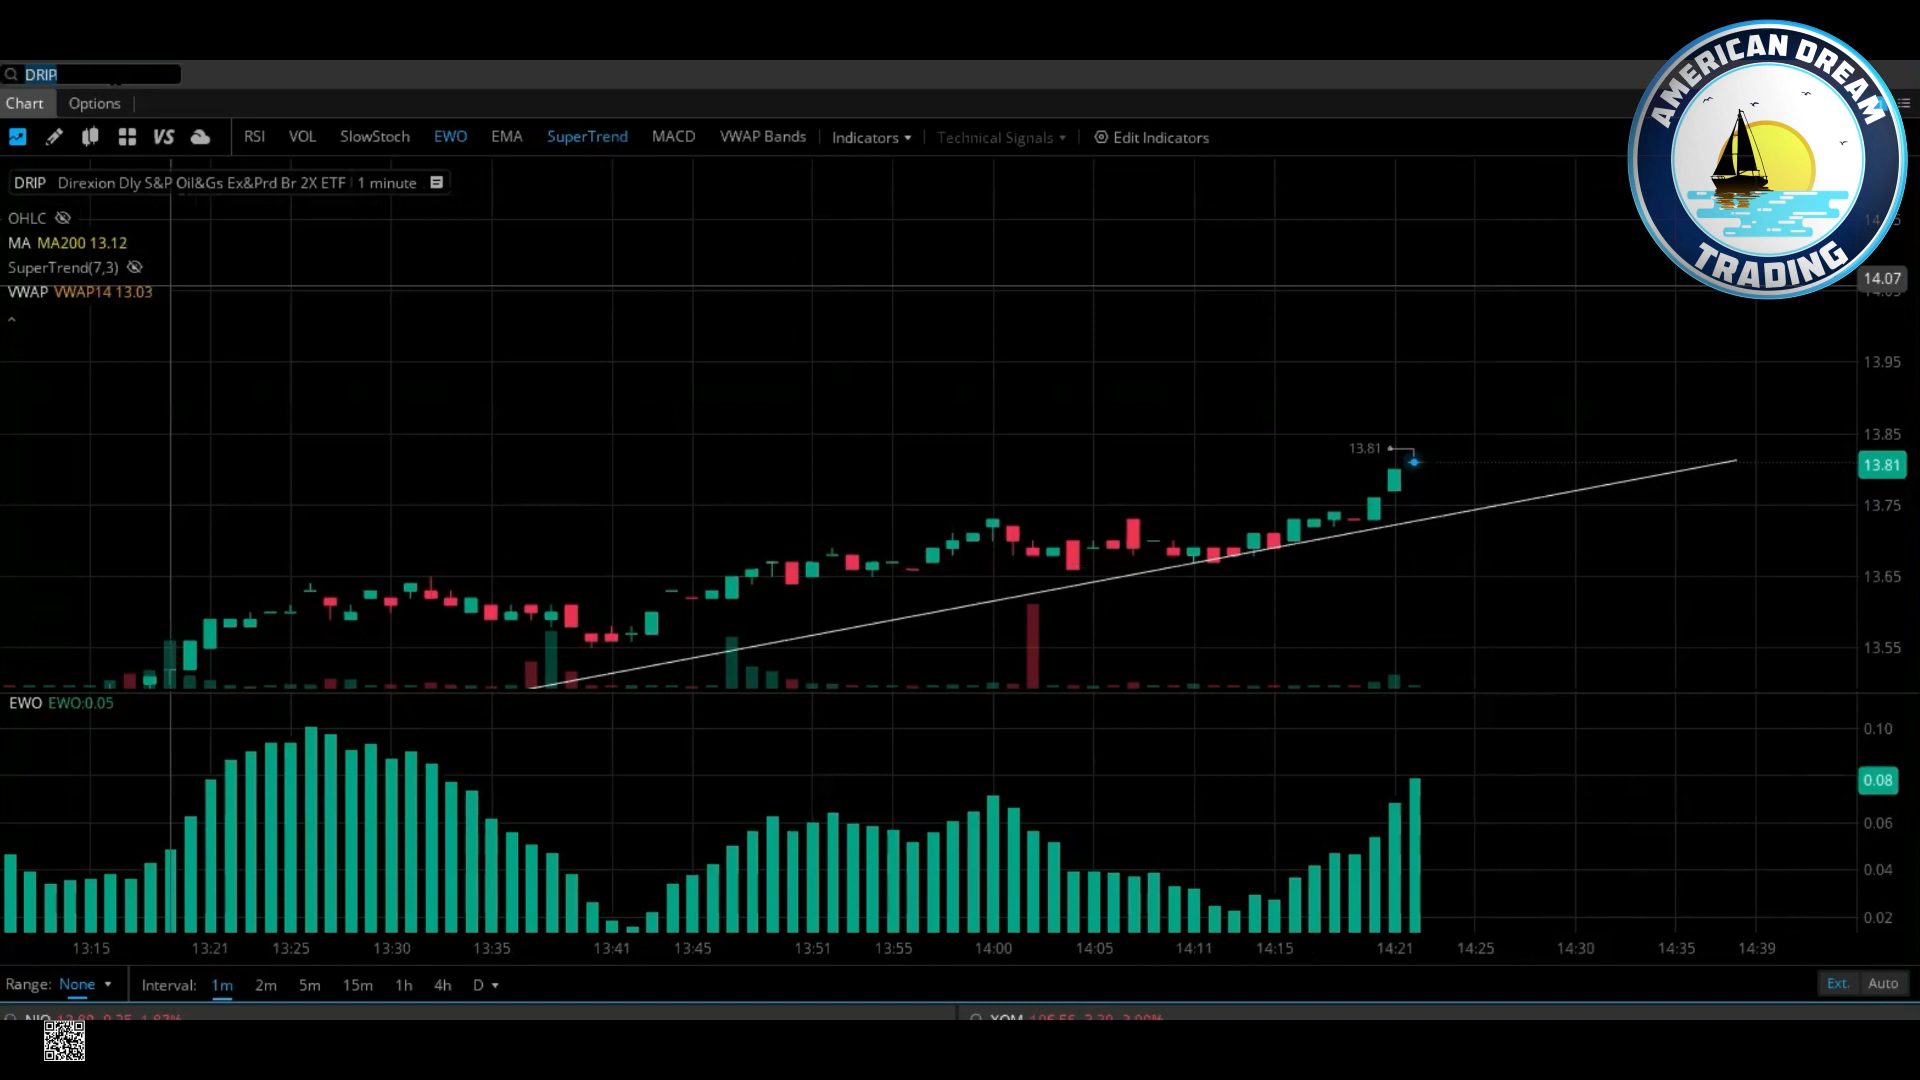 AMERICAN DREAM
TRADING
DRIP
Chart Options
VS RSI VOL SlowStoch EWO EMA SuperTrend MACD VWAP Bands Indicators Technical Signals Edit Indicators
DRIP Direxion Dly S&P Oil&Gs Ex&Prd Br 2X ETF 1 minute
OHLC
MA MA200 13.12
SuperTrend(7,3)
VWAP VWAP14 13.03
14.07
13.95
13.85
13.81
13.81
13.75
13.65
13.55
EWO EWO:0.05
0.10
0.08
0.06
0.04
0.02
13:15 13:21 13:25 13:30 13:35 13:41 13:45 13:51 13:55 14:00 14:05 14:11 14:15 14:21 14:25 14:30 14:35 14:39
Range: None Interval: 1m 2m 5m 15m 1h 4h D Ext. Auto